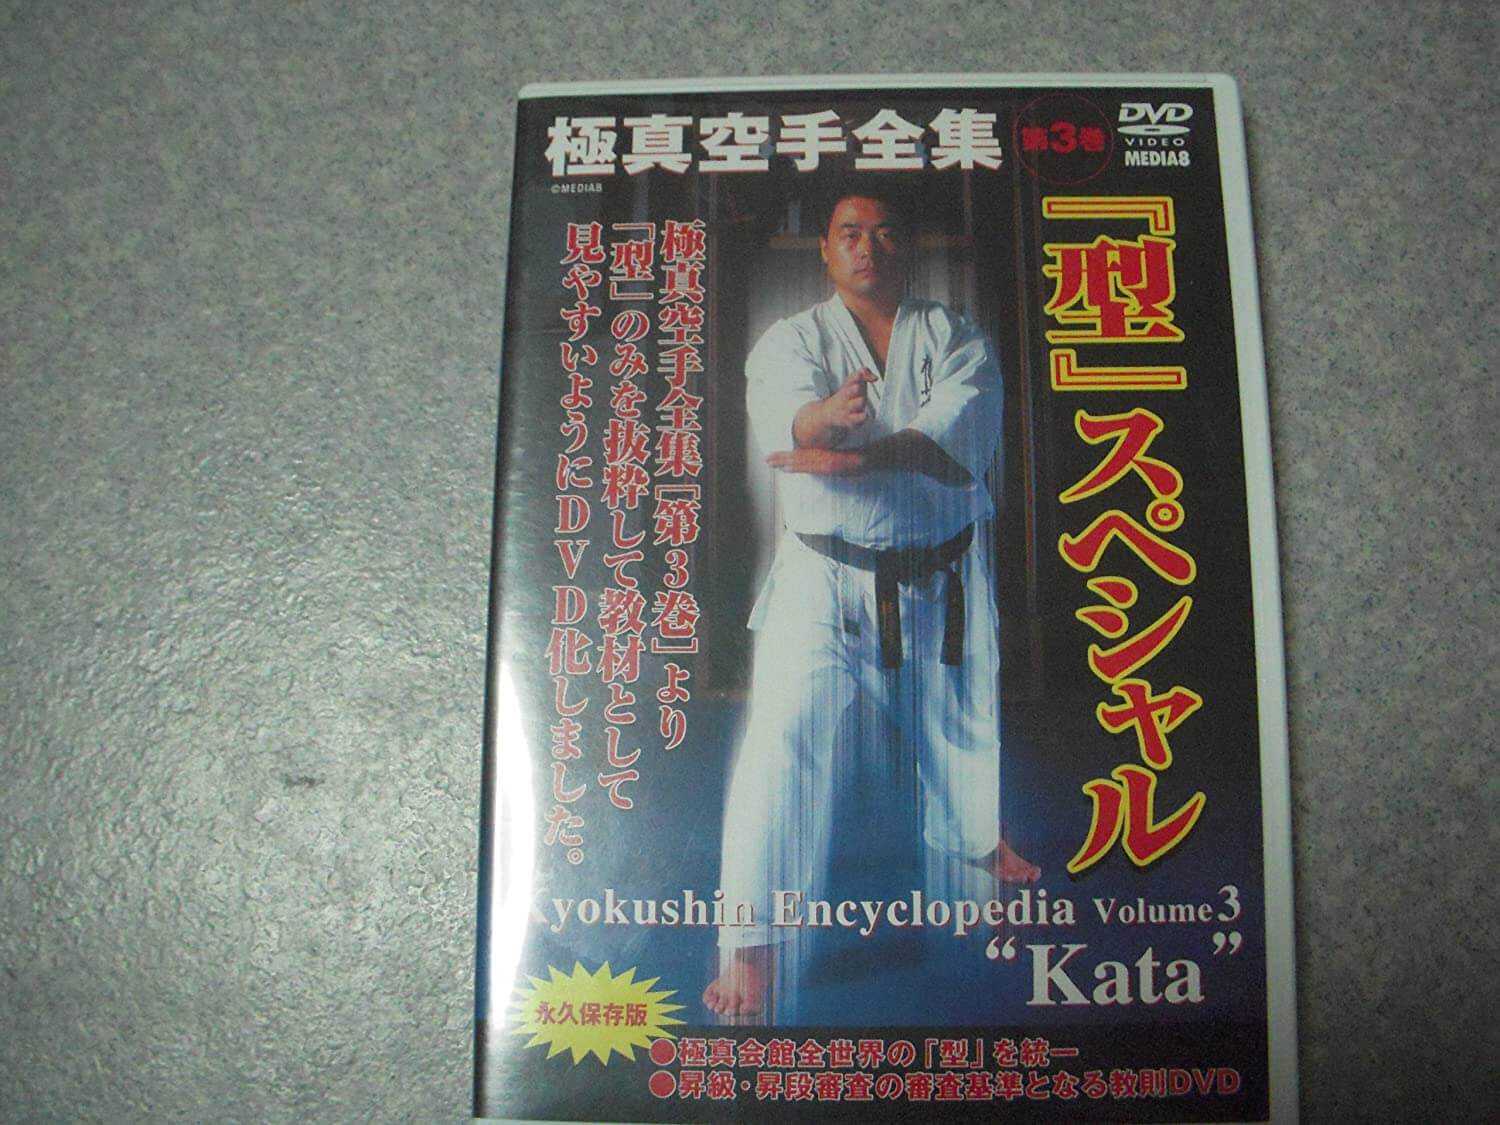 極真空手全集
第3巻
DVD
VIDEO
MEDIA8
©MEDIA8
『型』スペシャル
極真空手全集［第3巻］より
「型」のみを抜粋して教材として
見やすいようにDVD化しました。
Kyokushin Encyclopedia Volume3
“Kata”
永久保存版
●極真会館全世界の「型」を統一
●昇級・昇段審査の審査基準となる教則DVD